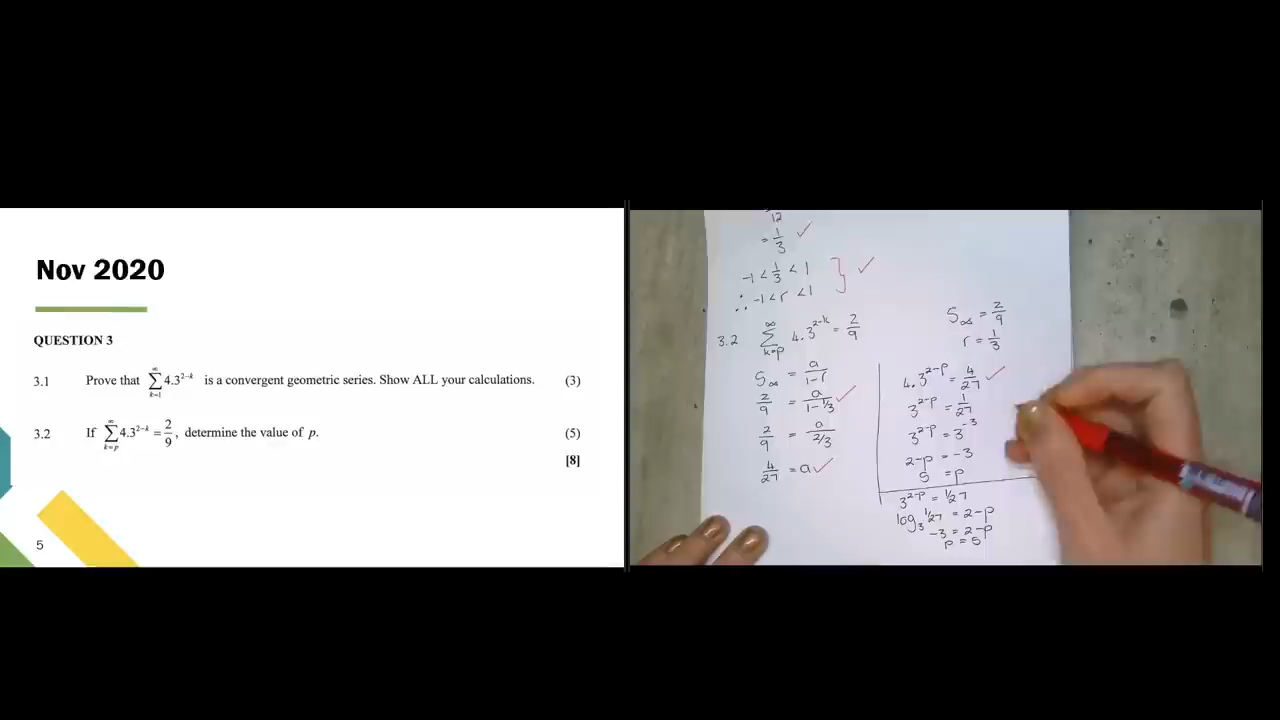 Nov 2020
QUESTION 3
3.1 Prove that ∞ Σ k=1 4.3^{2-k} is a convergent geometric series. Show ALL your calculations. (3)
3.2 If ∞ Σ k=p 4.3^{2-k} = 2/9, determine the value of p. (5)
[8]
5
12
= 1/3 ✓
-1 < 1/3 < 1
∴ -1 < r < 1 } ✓
3.2 ∞ Σ k=p 4.3^{2-k} = 2/9
S∞ = a/(1-r)
2/9 = a/(1-1/3) ✓
2/9 = a/(2/3)
4/27 = a ✓
S∞ = 2/9
r = 1/3
4.3^{2-p} = 4/27 ✓
3^{2-p} = 1/27
3^{2-p} = 3^{-3}
2-p = -3
5 = p
3^{2-p} = 1/27
log₃ 1/27 = 2-p
-3 = 2-p
p = 5